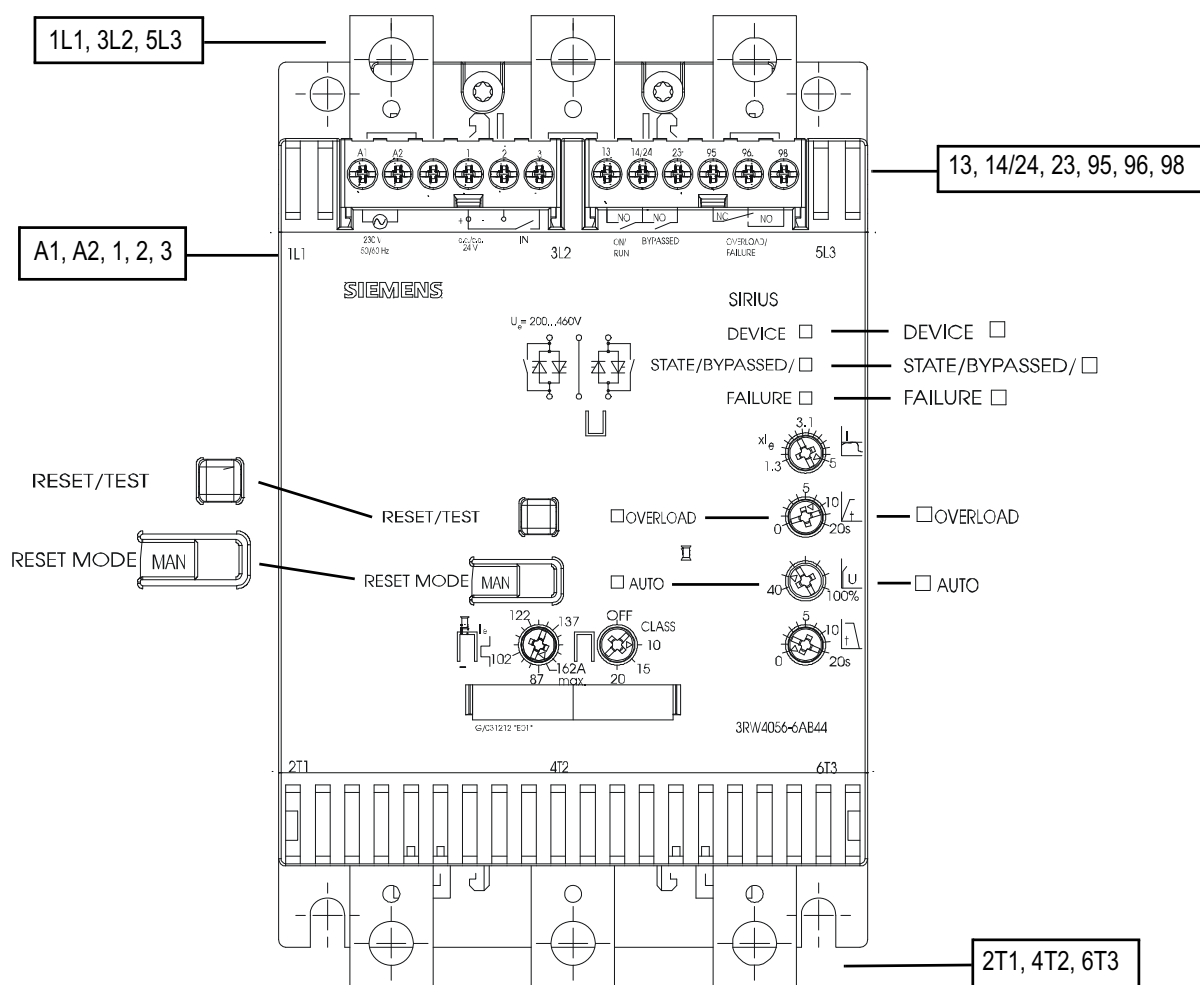 1L1, 3L2, 5L3
13, 14/24, 23, 95, 96, 98
A1, A2, 1, 2, 3
A1 A2 1 2 3
13 14/24 23 95 96 98
NO NO NC NO
+ -
230 V
50/60 Hz
24 V
IN
ON/
RUN
BYPASSED
OVERLOAD/
FAILURE
1L1 3L2 5L3
SIEMENS
SIRIUS
Ue= 200...460V
DEVICE DEVICE
STATE/BYPASSED/ STATE/BYPASSED/
FAILURE FAILURE
xIe 1.3 3.1 5 I
RESET/TEST
RESET/TEST
OVERLOAD
0 5 10 20s t
OVERLOAD
RESET MODE MAN
RESET MODE MAN
AUTO
40 100% U
AUTO
Ie 87 102 122 137 162A
max.
OFF
CLASS
10
15
20
0 5 10 20s t
3RW4056-6AB44
2T1 4T2 6T3
2T1, 4T2, 6T3